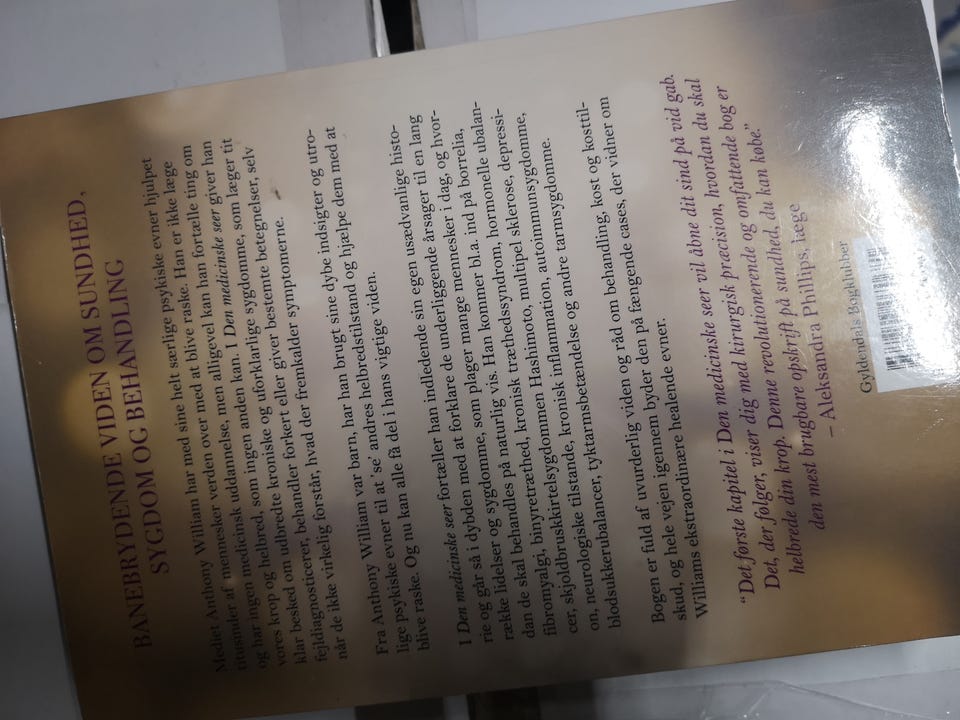 BANEBRYDENDE VIDEN OM SUNDHED,
SYGDOM OG BEHANDLING
Mediet Anthony William har med sine helt særlige psykiske evner hjulpet
titusimler af mennesker verden over med at blive raske. Han er ikke læge
og har ingen medicinsk uddannelse, men alligevel kan han fortælle ting om
vores krop og helbred, som ingen anden kan. I Den medicinske seer giver han
klar besked om udbredte kroniske og uforklarlige sygdomme, som læger tit
fejldiagnosticerer, behandler forkert eller giver bestemte betegnelser, selv
når de ikke virkelig forstår, hvad der fremkalder symptomerne.
Fra Anthony William var barn, har han brugt sine dybe indsigter og utro-
lige psykiske evner til at 'se' andres helbredstilstand og hjælpe dem med at
blive raske. Og nu kan alle få del i hans vigtige viden.
I Den medicinske seer fortæller han indledende sin egen usædvanlige histo-
rie og går så i dybden med at forklare de underliggende årsager til en lang
række lidelser og sygdomme, som plager mange mennesker i dag, og hvor-
dan de skal behandles på naturlig vis. Han kommer bl.a. ind på borrelia,
fibromyalgi, binyretræthed, kronisk træthedssyndrom, hormonelle ubalan-
cer, skjoldbruskkirtelsygdommen Hashimoto, multipel sklerose, depressi-
on, neurologiske tilstande, kronisk inflammation, autoimmunsygdomme,
blodsukkerubalancer, tyktarmsbetændelse og andre tarmsygdomme.
Bogen er fuld af uvurderlig viden og råd om behandling, kost og kosttil-
skud, og hele vejen igennem byder den på fængende cases, der vidner om
Williams ekstraordinære healende evner.
"Det første kapitel i Den medicinske seer vil åbne dit sind på vid gab.
Det, der følger, viser dig med kirurgisk præcision, hvordan du skal
helbrede din krop. Denne revolutionerende og omfattende bog er
den mest brugbare opskrift på sundhed, du kan købe."
– Aleksandra Phillips, læge
Gyldendals Bogklubber